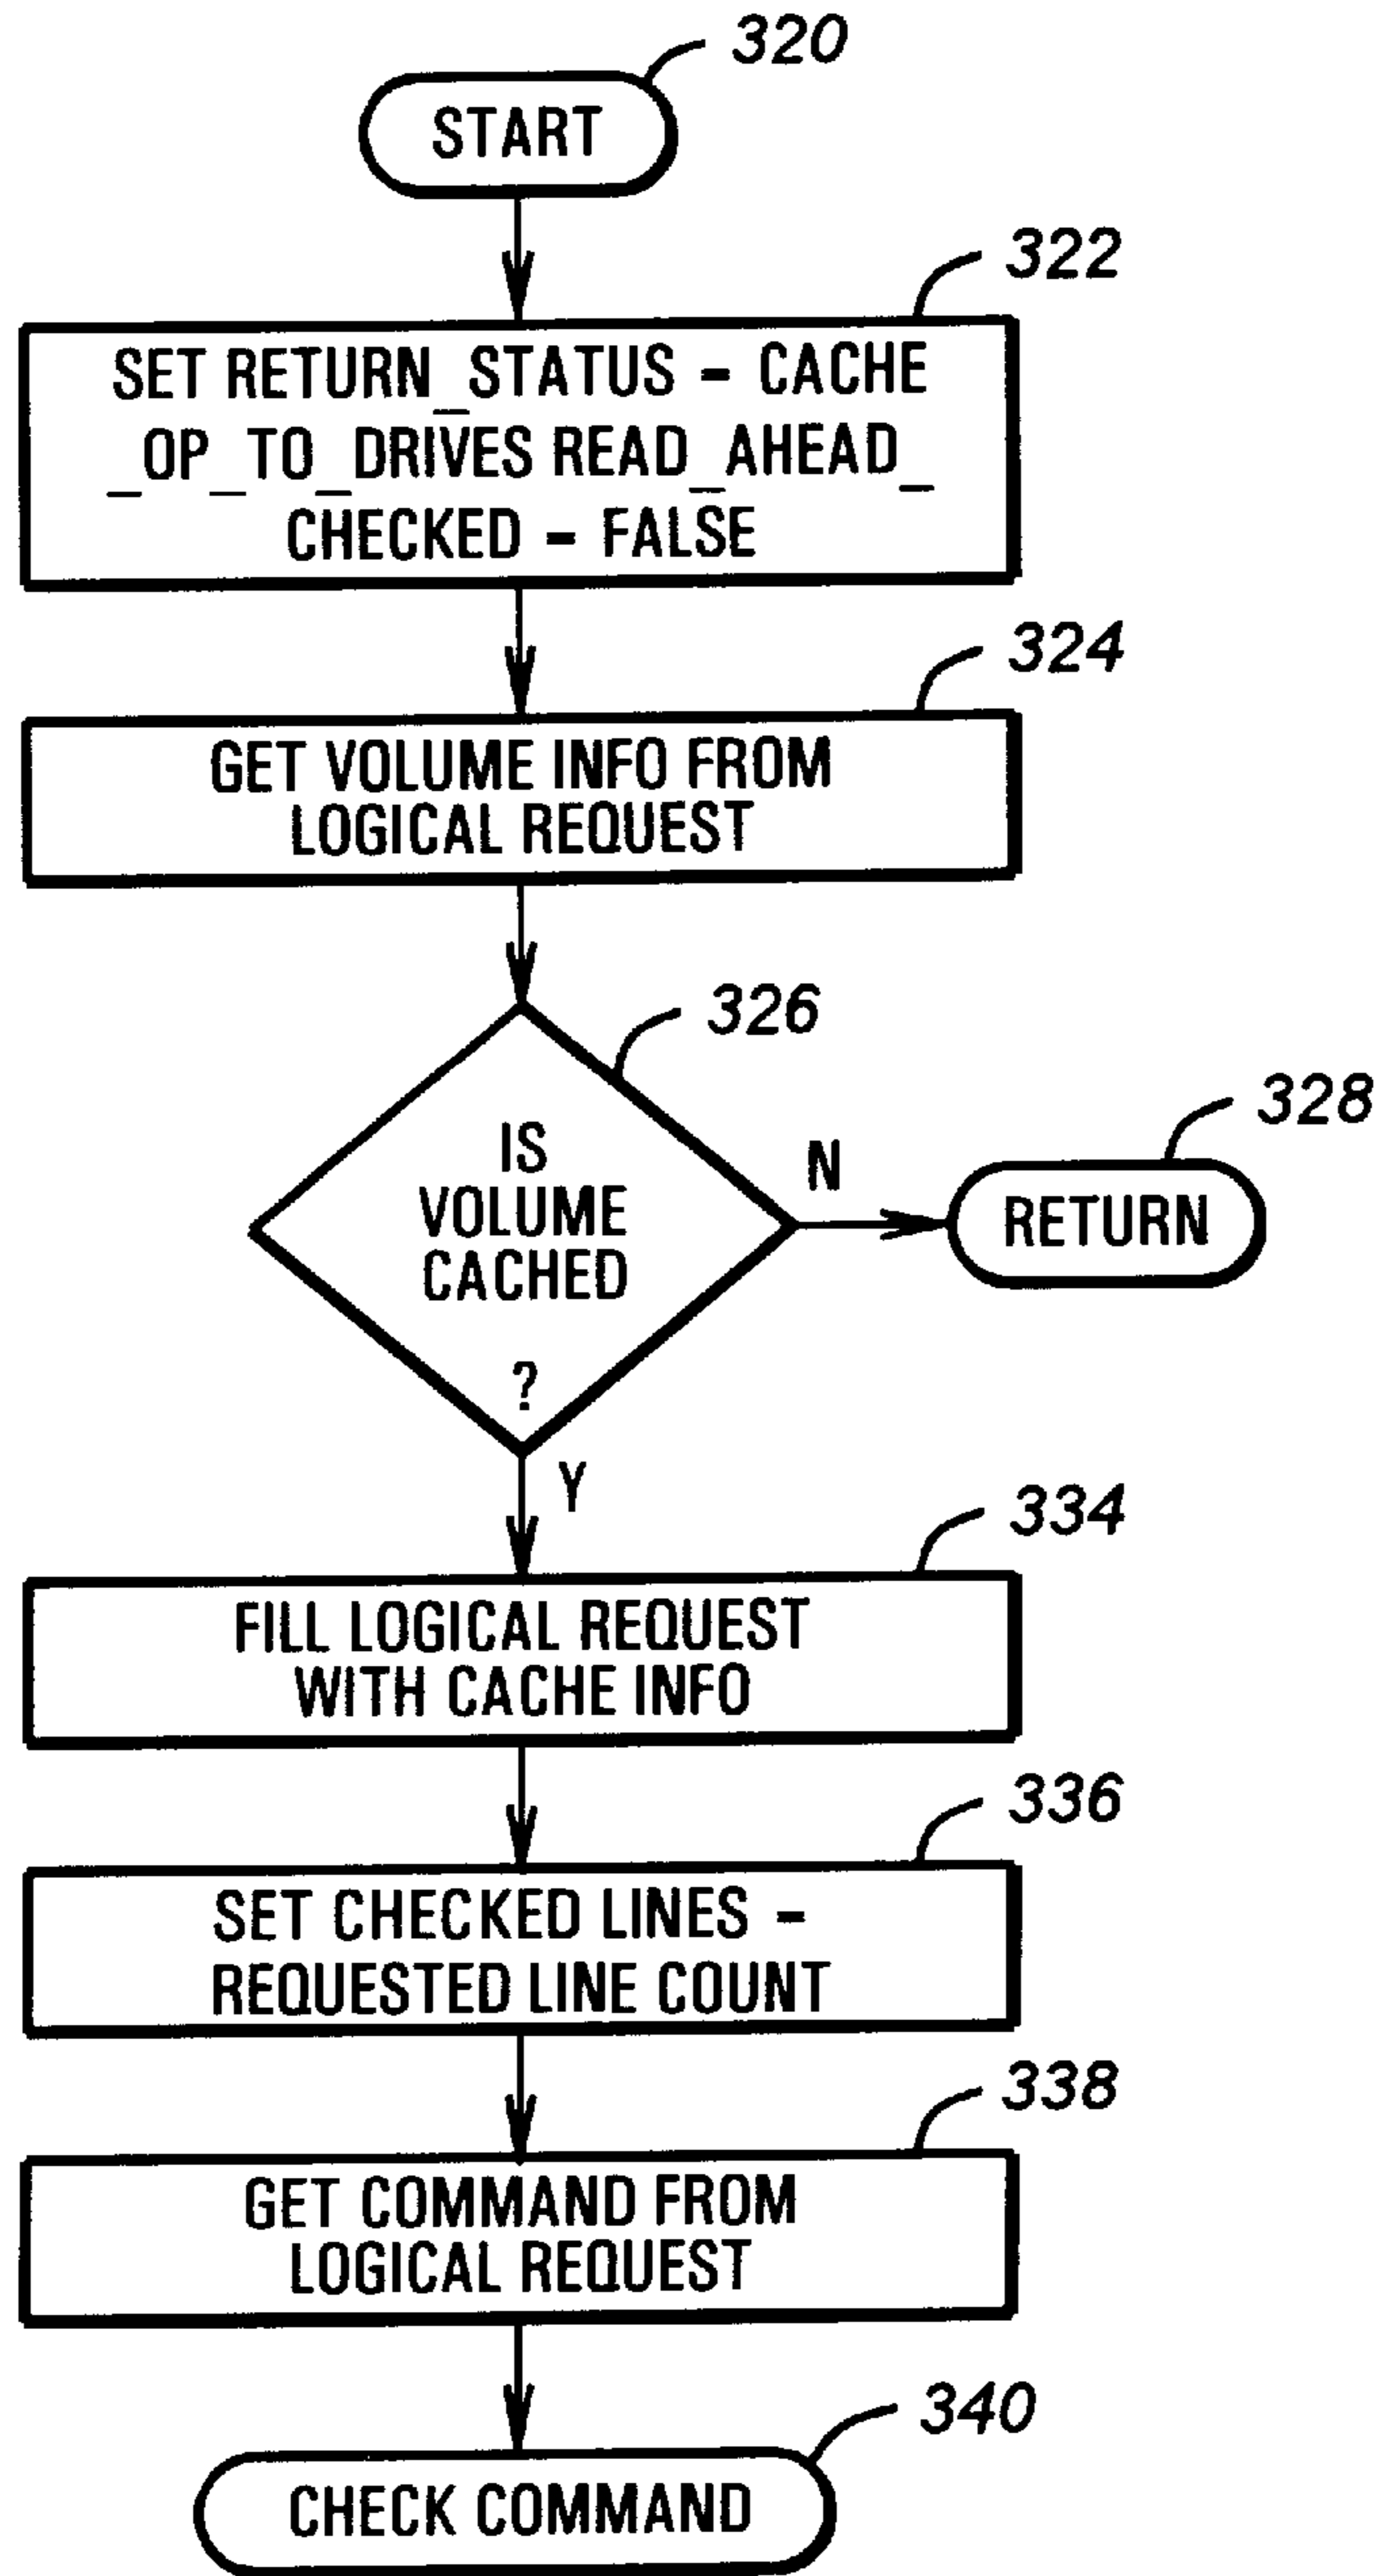 320
START
322
SET RETURN_STATUS - CACHE
_OP_TO_DRIVES READ_AHEAD_
CHECKED - FALSE
324
GET VOLUME INFO FROM
LOGICAL REQUEST
326
IS
VOLUME
CACHED
?
N
328
RETURN
Y
334
FILL LOGICAL REQUEST
WITH CACHE INFO
336
SET CHECKED LINES -
REQUESTED LINE COUNT
338
GET COMMAND FROM
LOGICAL REQUEST
340
CHECK COMMAND